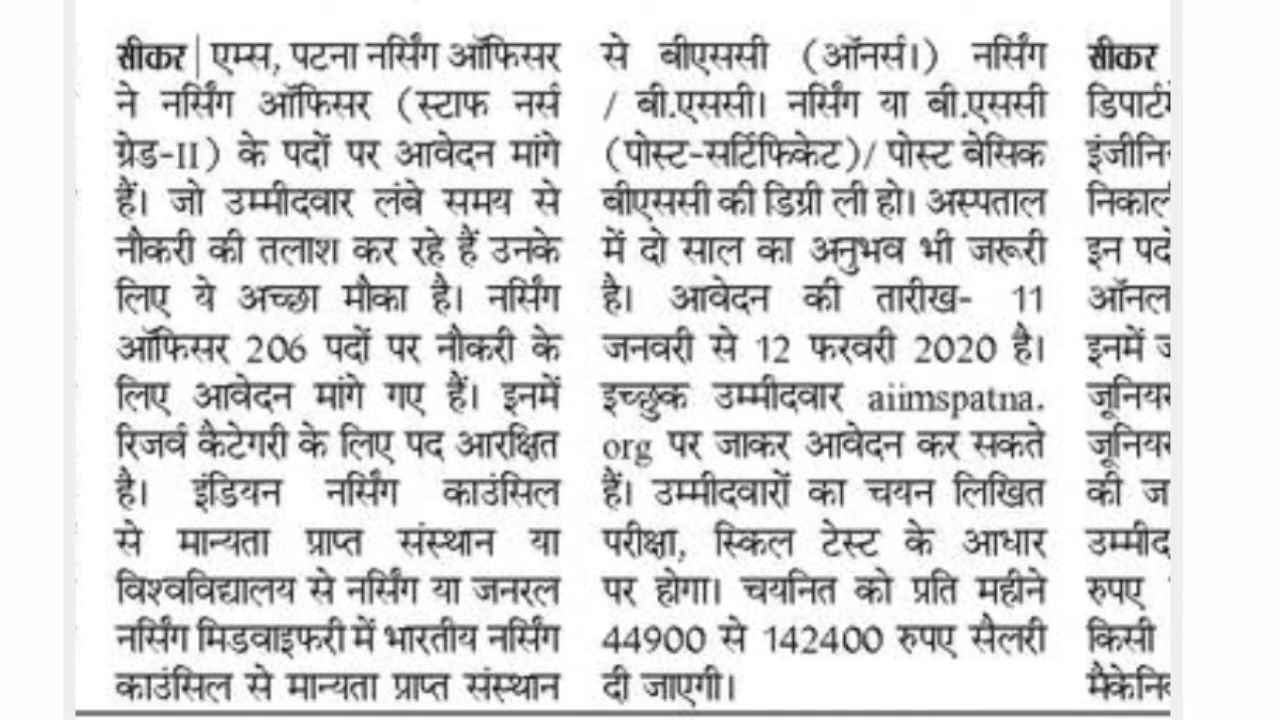 सीकर | एम्स, पटना नर्सिंग ऑफिसर
ने नर्सिंग ऑफिसर (स्टाफ नर्स
ग्रेड-II) के पदों पर आवेदन मांगे
हैं। जो उम्मीदवार लंबे समय से
नौकरी की तलाश कर रहे हैं उनके
लिए ये अच्छा मौका है। नर्सिंग
ऑफिसर 206 पदों पर नौकरी के
लिए आवेदन मांगे गए हैं। इनमें
रिजर्व कैटेगरी के लिए पद आरक्षित
है। इंडियन नर्सिंग काउंसिल
से मान्यता प्राप्त संस्थान या
विश्वविद्यालय से नर्सिंग या जनरल
नर्सिंग मिडवाइफरी में भारतीय नर्सिंग
काउंसिल से मान्यता प्राप्त संस्थान
से बीएससी (ऑनर्स।) नर्सिंग
/ बी.एससी। नर्सिंग या बी.एससी
(पोस्ट-सर्टिफिकेट)/ पोस्ट बेसिक
बीएससी की डिग्री ली हो। अस्पताल
में दो साल का अनुभव भी जरूरी
है। आवेदन की तारीख- 11
जनवरी से 12 फरवरी 2020 है।
इच्छुक उम्मीदवार aiimspatna.
org पर जाकर आवेदन कर सकते
हैं। उम्मीदवारों का चयन लिखित
परीक्षा, स्किल टेस्ट के आधार
पर होगा। चयनित को प्रति महीने
44900 से 142400 रुपए सैलरी
दी जाएगी।
सीकर
डिपार्ट
इंजीनि
निकाल
इन पदे
ऑनल
इनमें ज
जूनियर
जूनियर
की ज
उम्मीद
रुपए
किसी
मैकेनि